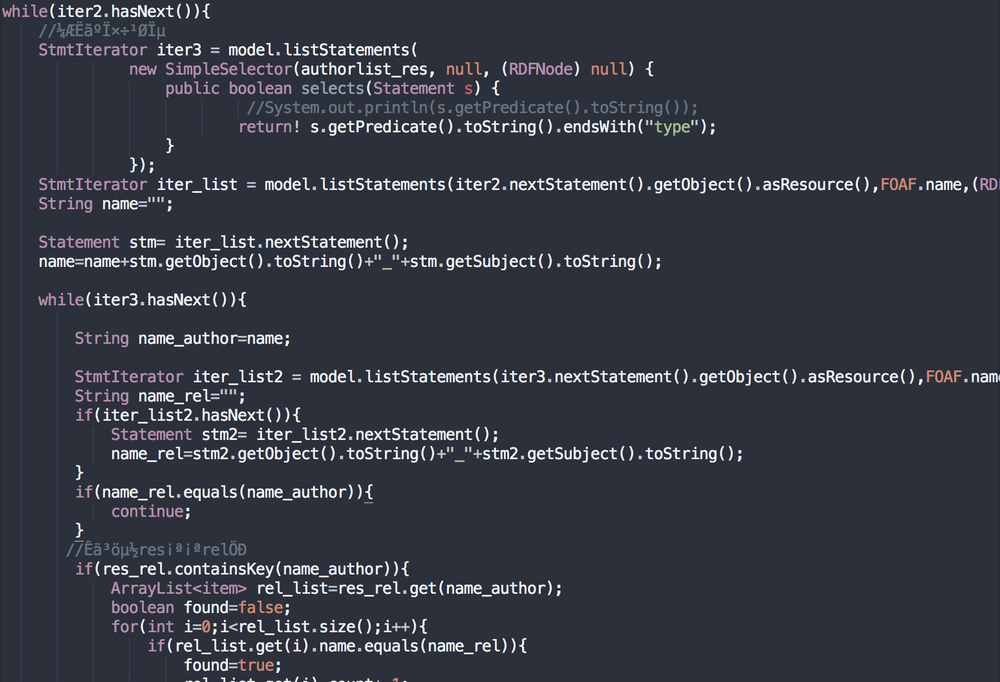 while(iter2.hasNext()){
//¼ÆËãºÏ×÷¹ØÏµ
StmtIterator iter3 = model.listStatements(
new SimpleSelector(authorlist_res, null, (RDFNode) null) {
public boolean selects(Statement s) {
//System.out.println(s.getPredicate().toString());
return! s.getPredicate().toString().endsWith("type");
}
});
StmtIterator iter_list = model.listStatements(iter2.nextStatement().getObject().asResource(),FOAF.name,(RD
String name="";
Statement stm= iter_list.nextStatement();
name=name+stm.getObject().toString()+"_"+stm.getSubject().toString();
while(iter3.hasNext()){
String name_author=name;
StmtIterator iter_list2 = model.listStatements(iter3.nextStatement().getObject().asResource(),FOAF.name
String name_rel="";
if(iter_list2.hasNext()){
Statement stm2= iter_list2.nextStatement();
name_rel=stm2.getObject().toString()+"_"+stm2.getSubject().toString();
}
if(name_rel.equals(name_author)){
continue;
}
//Êä³öµ½res¡ª¡ªrelÖÐ
if(res_rel.containsKey(name_author)){
ArrayList<item> rel_list=res_rel.get(name_author);
boolean found=false;
for(int i=0;i<rel_list.size();i++){
if(rel_list.get(i).name.equals(name_rel)){
found=true;